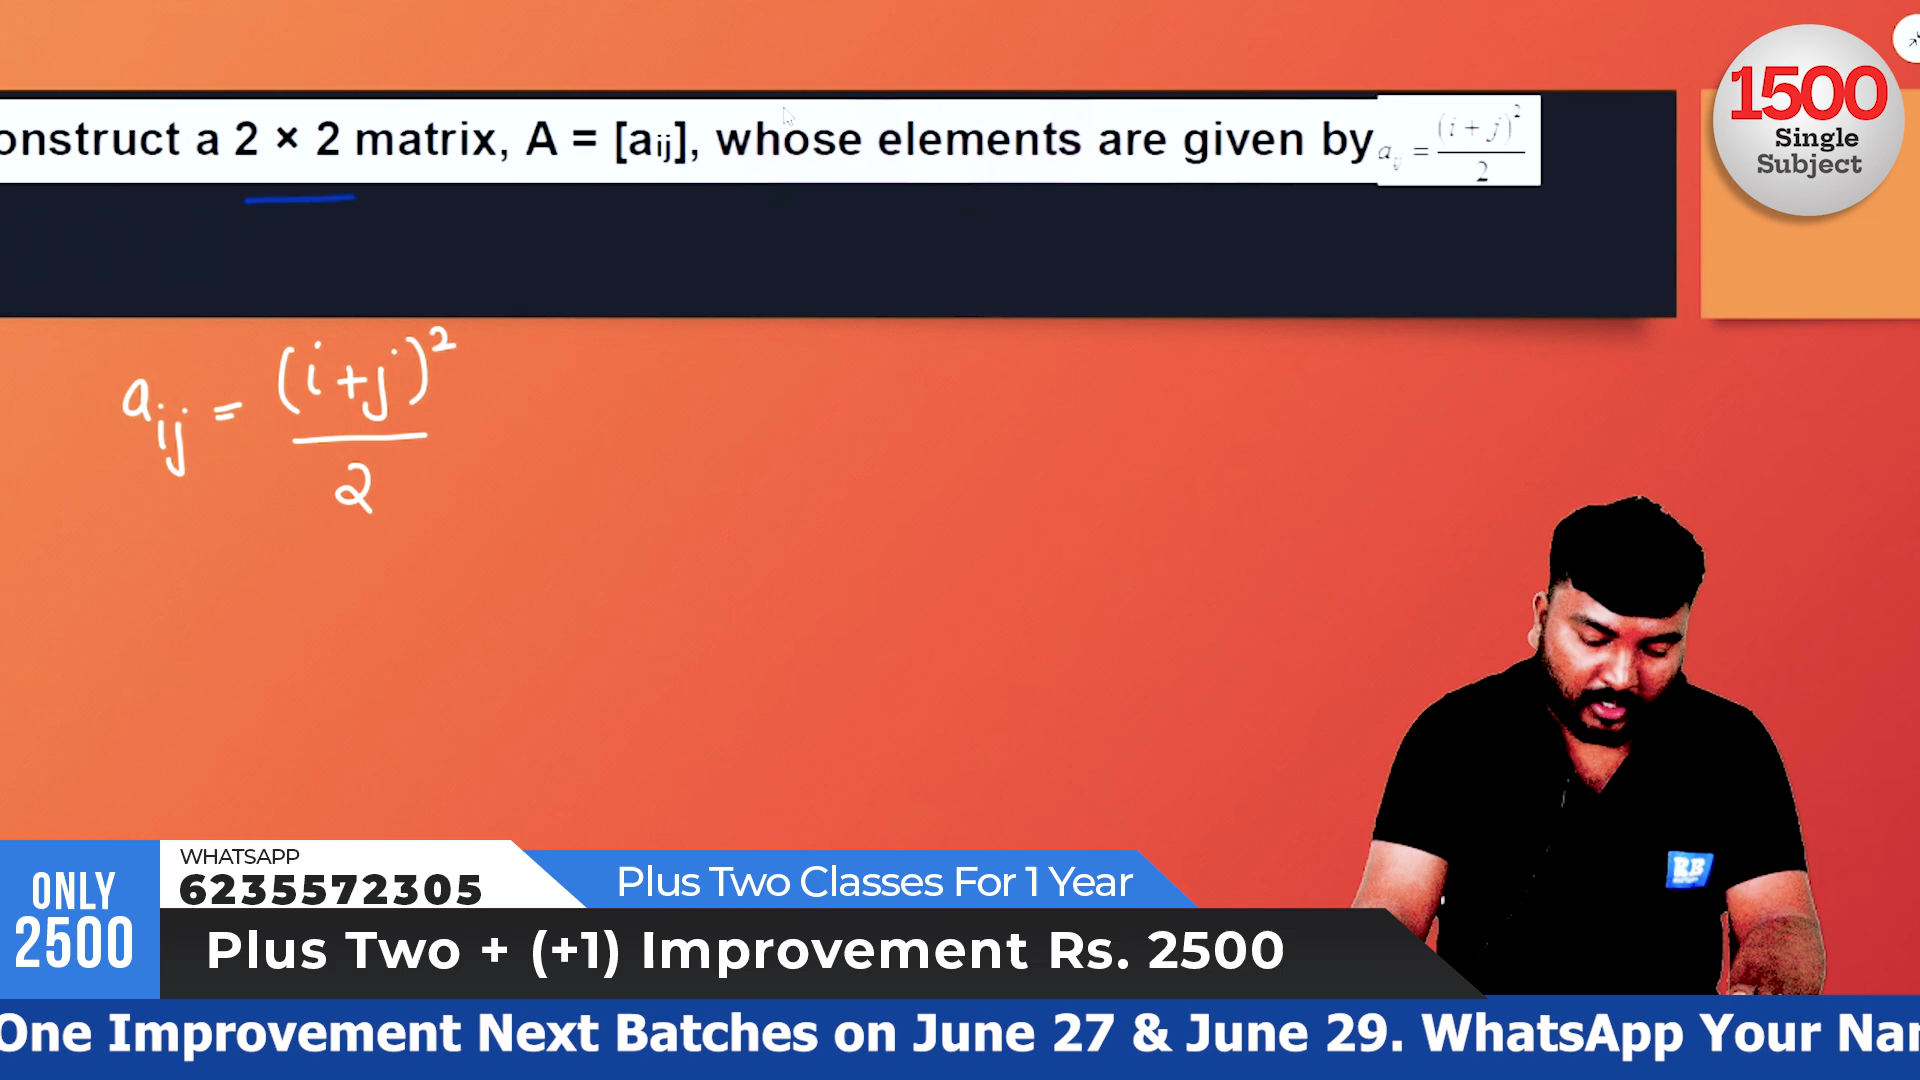 onstruct a 2 × 2 matrix, A = [aij], whose elements are given by aij = (i + j)² / 2
1500
Single
Subject
aij = (i + j)² / 2
RB
WHATSAPP
6235572305
Plus Two Classes For 1 Year
ONLY
2500
Plus Two + (+1) Improvement Rs. 2500
One Improvement Next Batches on June 27 & June 29. WhatsApp Your Nar